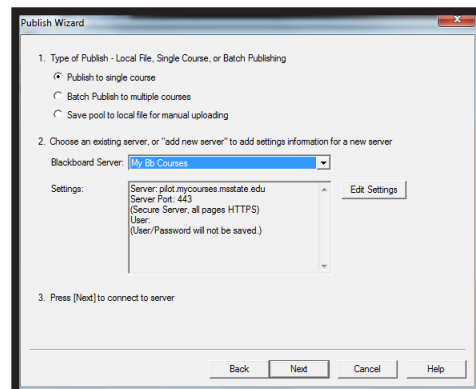 Publish Wizard
1. Type of Publish - Local File, Single Course, or Batch Publishing
Publish to single course
Batch Publish to multiple courses
Save pool to local file for manual uploading
2. Choose an existing server, or "add new server" to add settings information for a new server
Blackboard Server: My Bb Courses
Settings:
Server: pilot.mycourses.msstate.edu
Server Port: 443
(Secure Server, all pages HTTPS)
User:
(User/Password will not be saved.)
Edit Settings
3. Press [Next] to connect to server
Back Next Cancel Help